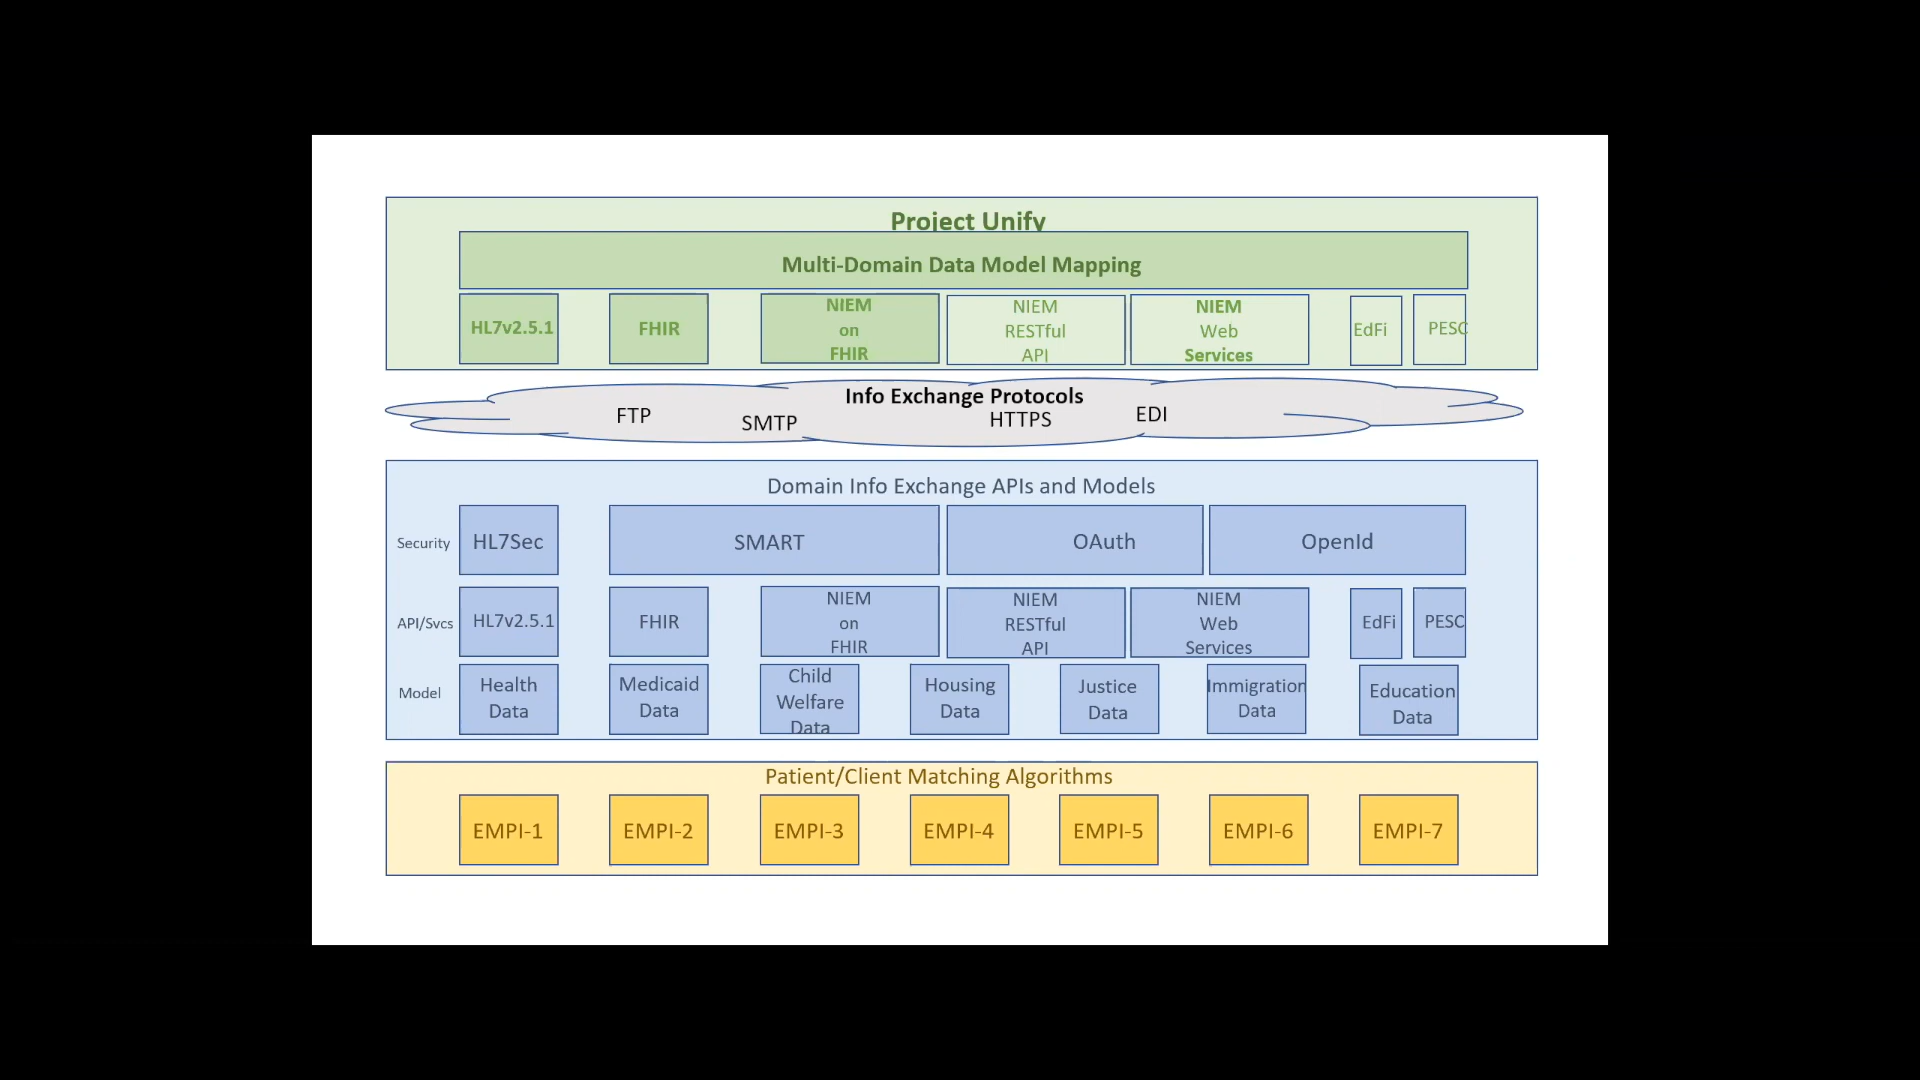 Project Unify
Multi-Domain Data Model Mapping
HL7v2.5.1
FHIR
NIEM
on
FHIR
NIEM
RESTful
API
NIEM
Web
Services
EdFi
PESC
Info Exchange Protocols
FTP
SMTP
HTTPS
EDI
Domain Info Exchange APIs and Models
Security
HL7Sec
SMART
OAuth
OpenId
API/Svcs
HL7v2.5.1
FHIR
NIEM
on
FHIR
NIEM
RESTful
API
NIEM
Web
Services
EdFi
PESC
Model
Health
Data
Medicaid
Data
Child
Welfare
Data
Housing
Data
Justice
Data
Immigration
Data
Education
Data
Patient/Client Matching Algorithms
EMPI-1
EMPI-2
EMPI-3
EMPI-4
EMPI-5
EMPI-6
EMPI-7